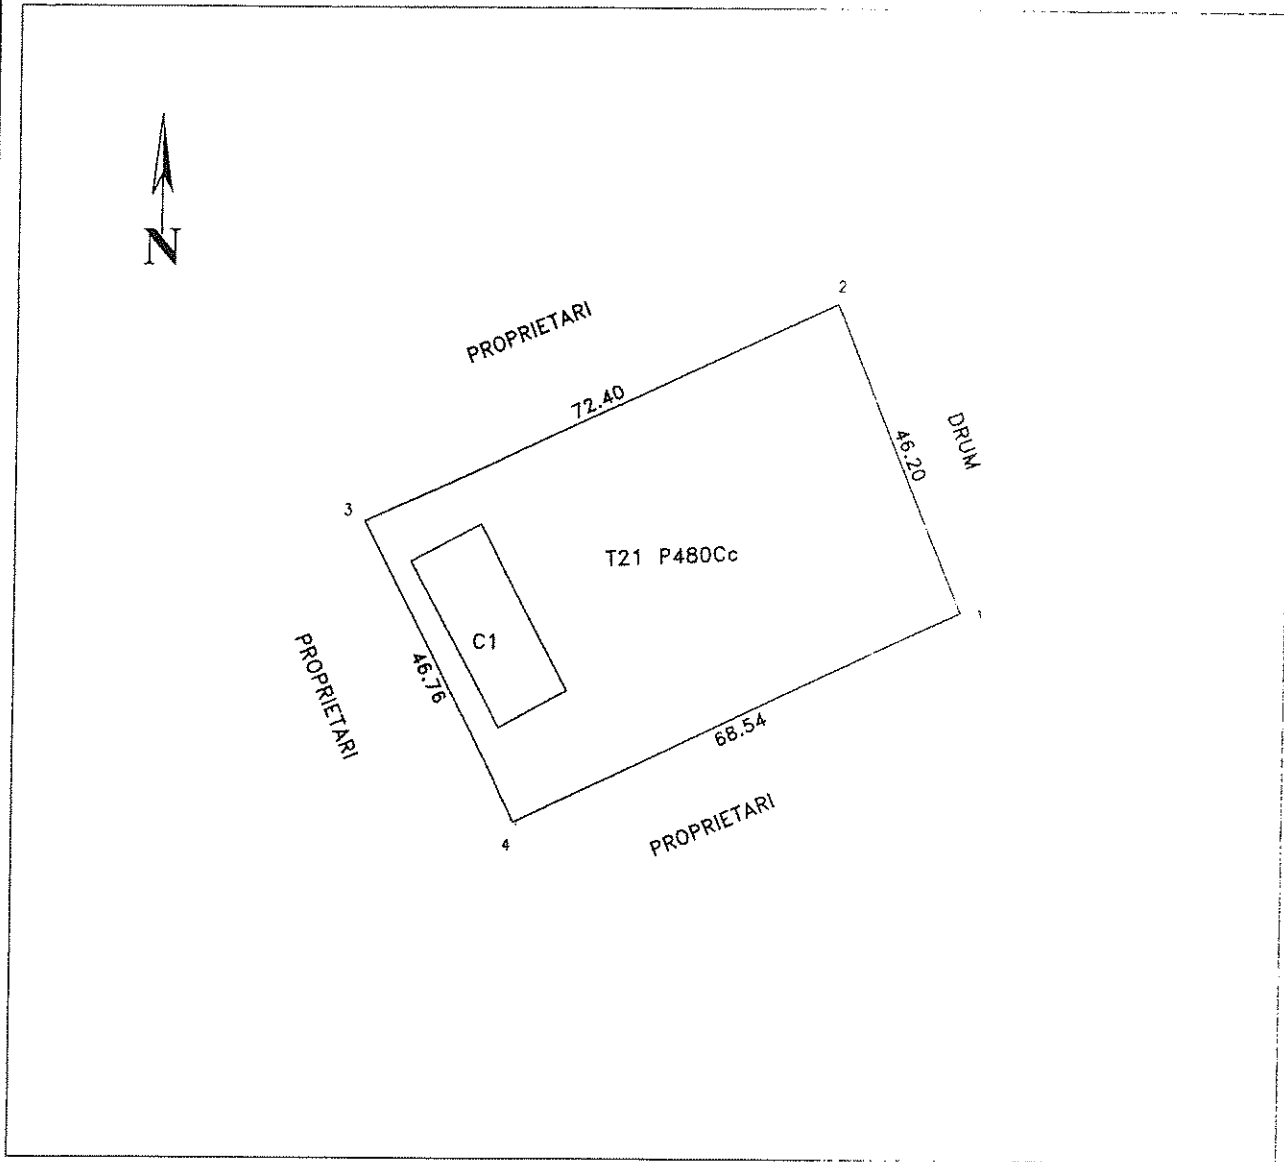 N
2
PROPRIETARI
72.40
DRUM
46.20
3
T21 P480Cc
1
C1
PROPRIETARI
46.76
68.54
PROPRIETARI
4